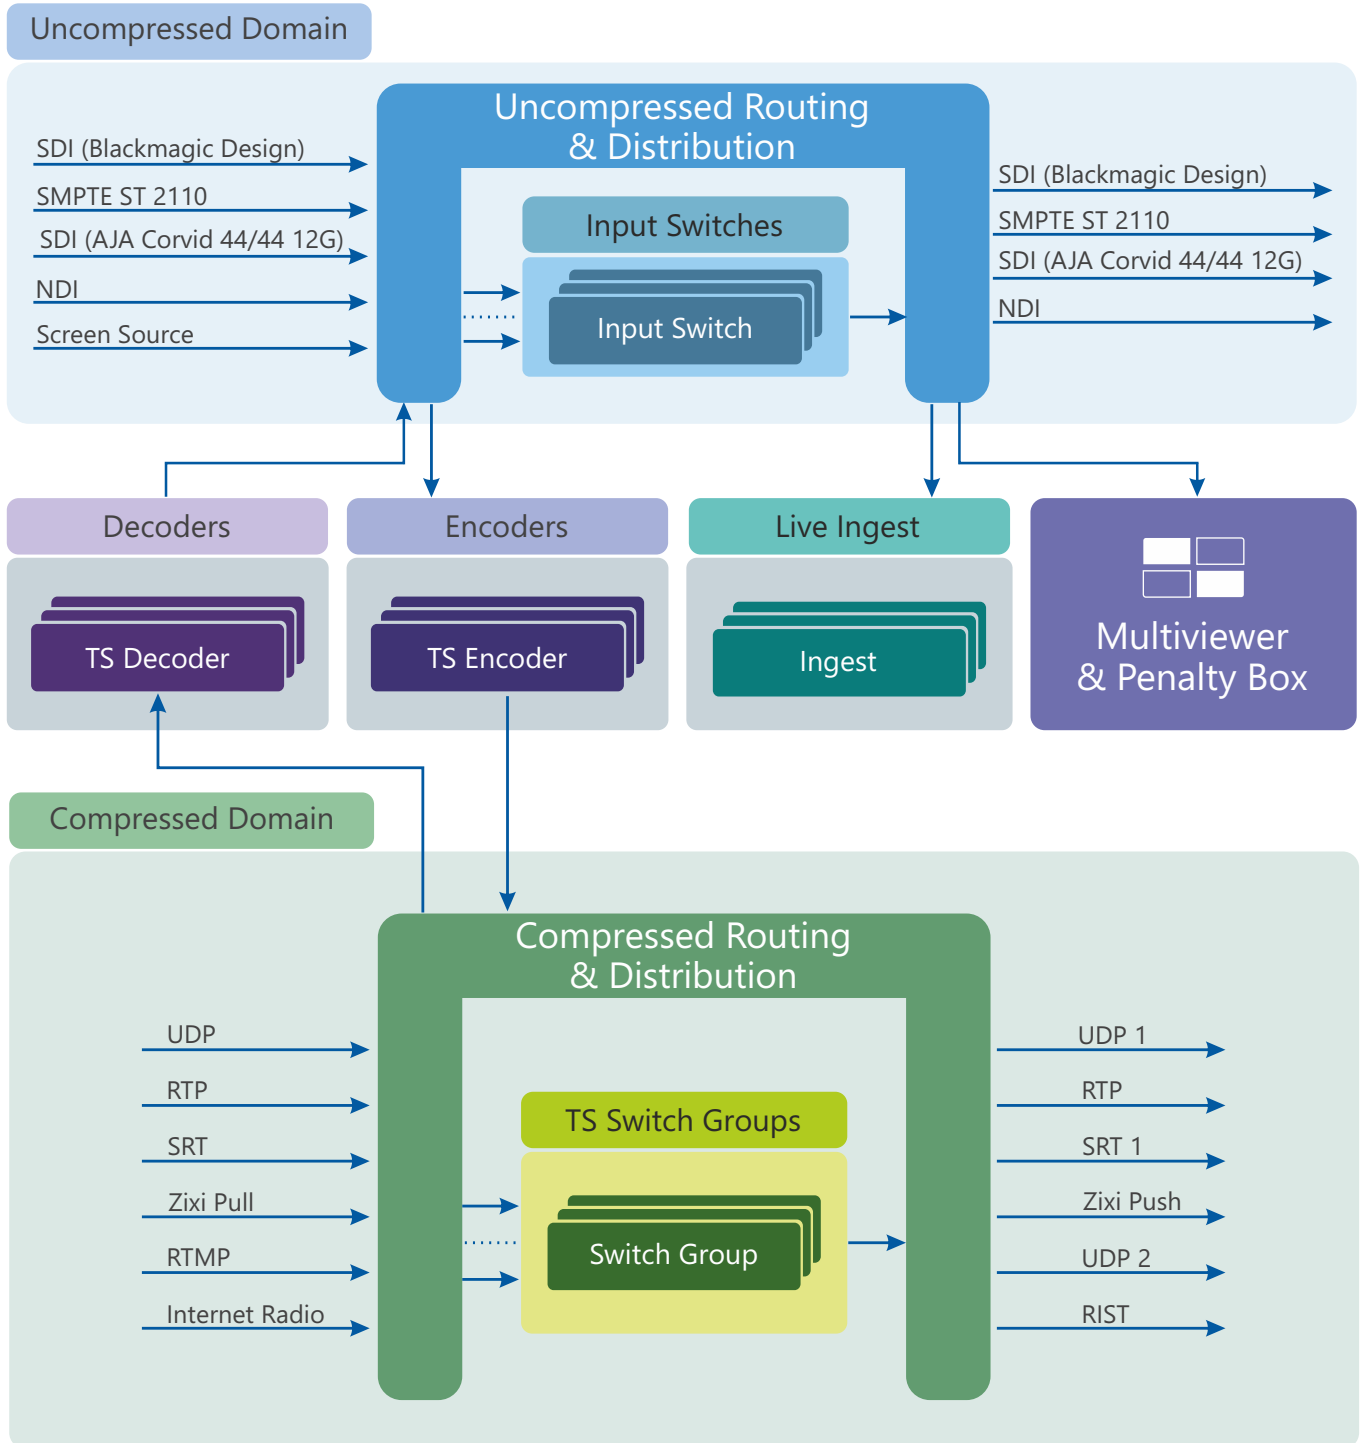 Uncompressed Domain
Uncompressed Routing
& Distribution
SDI (Blackmagic Design)
SMPTE ST 2110
SDI (AJA Corvid 44/44 12G)
NDI
Screen Source
Input Switches
Input Switch
SDI (Blackmagic Design)
SMPTE ST 2110
SDI (AJA Corvid 44/44 12G)
NDI
Decoders
TS Decoder
Encoders
TS Encoder
Live Ingest
Ingest
Multiviewer
& Penalty Box
Compressed Domain
Compressed Routing
& Distribution
UDP
RTP
SRT
Zixi Pull
RTMP
Internet Radio
TS Switch Groups
Switch Group
UDP 1
RTP
SRT 1
Zixi Push
UDP 2
RIST